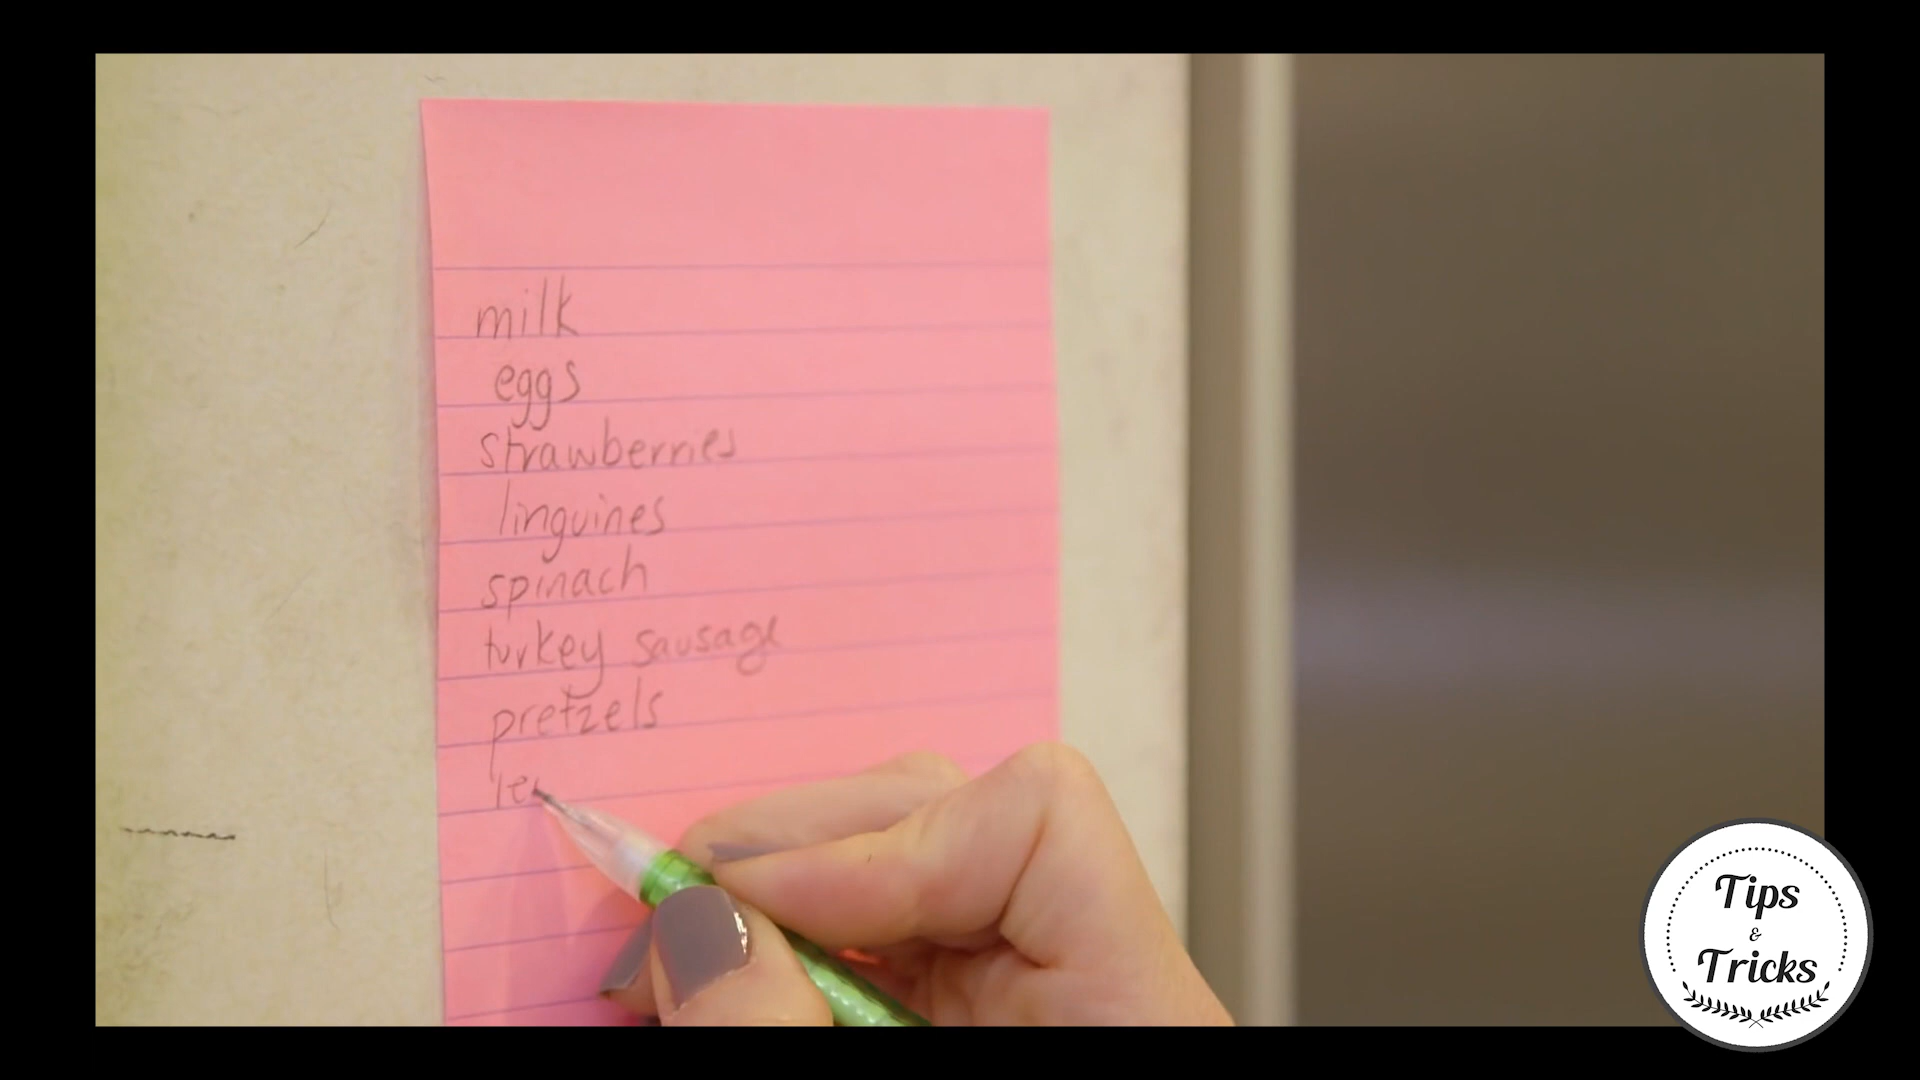 milk
eggs
strawberries
linguines
spinach
turkey sausage
pretzels
Tips
&
Tricks